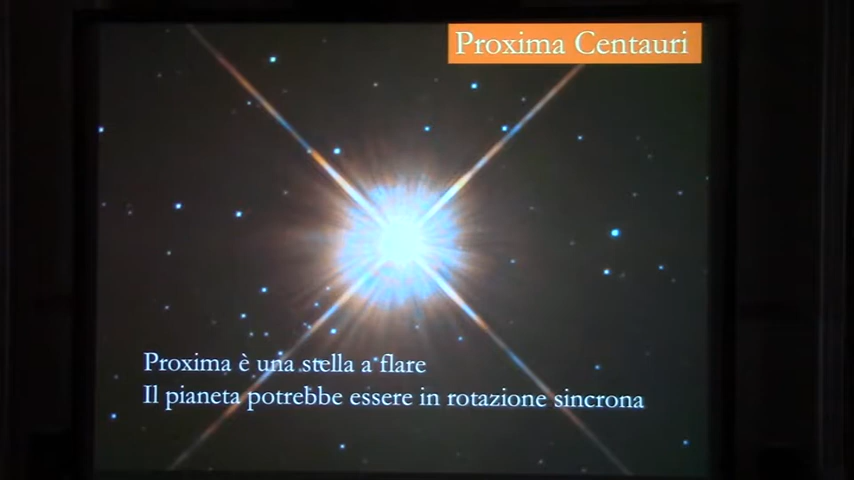 Proxima Centauri
Proxima è una stella a flare
Il pianeta potrebbe essere in rotazione sincrona